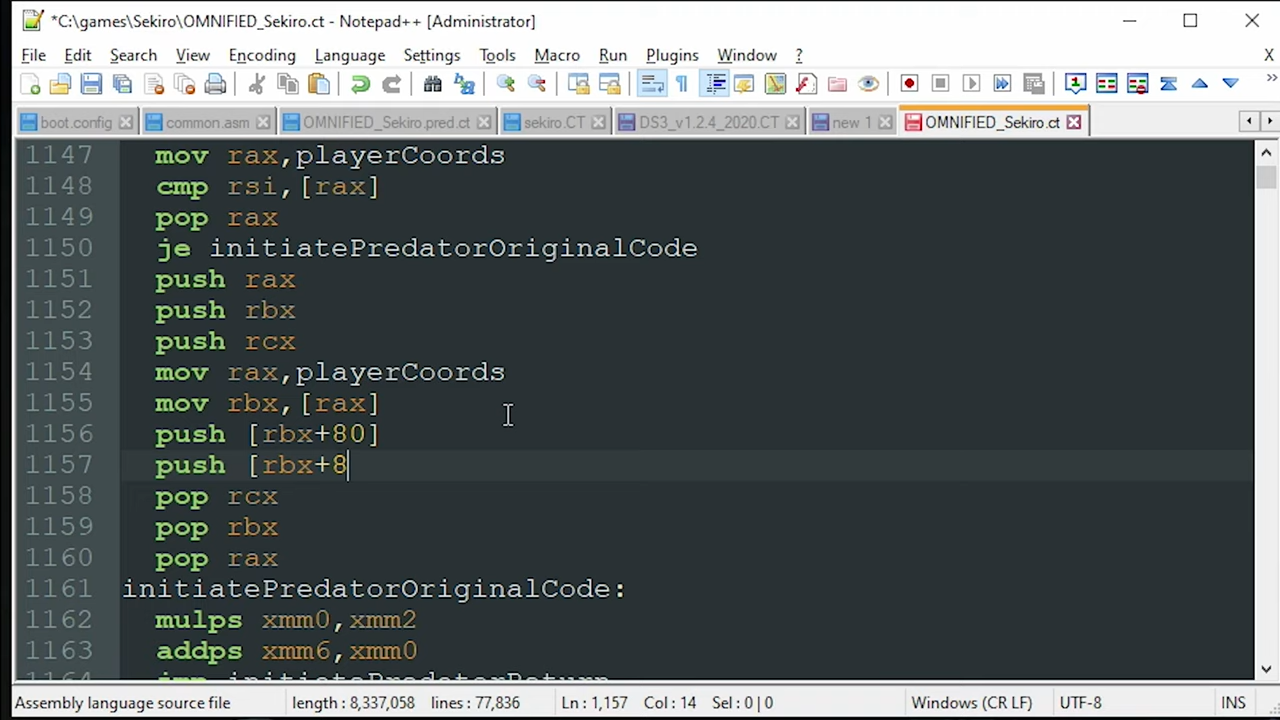 *C:\games\Sekiro\OMNIFIED_Sekiro.ct - Notepad++ [Administrator]
File Edit Search View Encoding Language Settings Tools Macro Run Plugins Window ? X
boot.config common.asm OMNIFIED_Sekiro.pred.ct sekiro.CT DS3_v1.2.4_2020.CT new 1 OMNIFIED_Sekiro.ct
1147 mov rax,playerCoords
1148 cmp rsi,[rax]
1149 pop rax
1150 je initiatePredatorOriginalCode
1151 push rax
1152 push rbx
1153 push rcx
1154 mov rax,playerCoords
1155 mov rbx,[rax]
1156 push [rbx+80]
1157 push [rbx+8
1158 pop rcx
1159 pop rbx
1160 pop rax
1161 initiatePredatorOriginalCode:
1162 mulps xmm0,xmm2
1163 addps xmm6,xmm0
1164 jmp initiatePredatorReturn
Assembly language source file length : 8,337,058 lines : 77,836 Ln : 1,157 Col : 14 Sel : 0 | 0 Windows (CR LF) UTF-8 INS